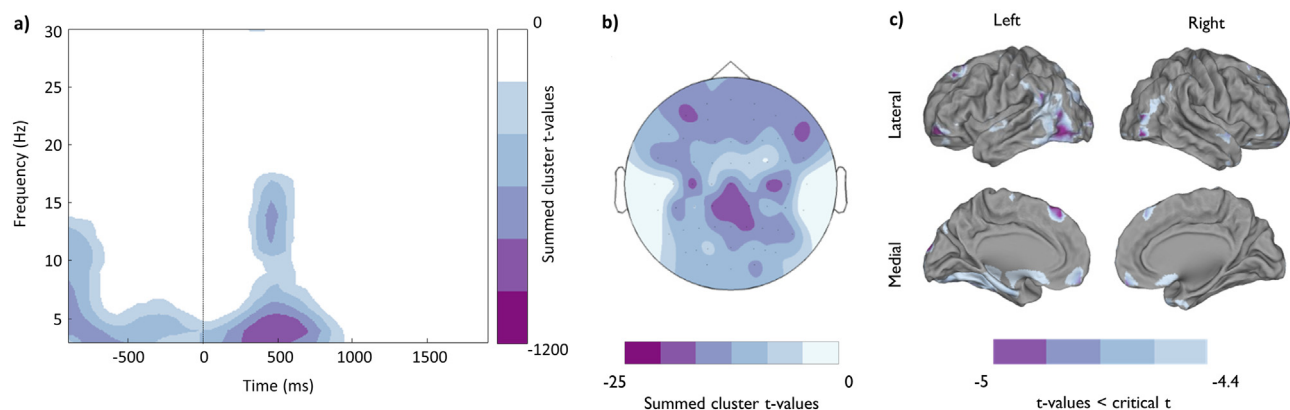 a)
30
25
20
15
10
5
Frequency (Hz)
-500
0
500
1000
1500
Time (ms)
0
Summed cluster t-values
-1200
b)
-25
0
Summed cluster t-values
c)
Left
Right
Lateral
Medial
-5
-4.4
t-values < critical t